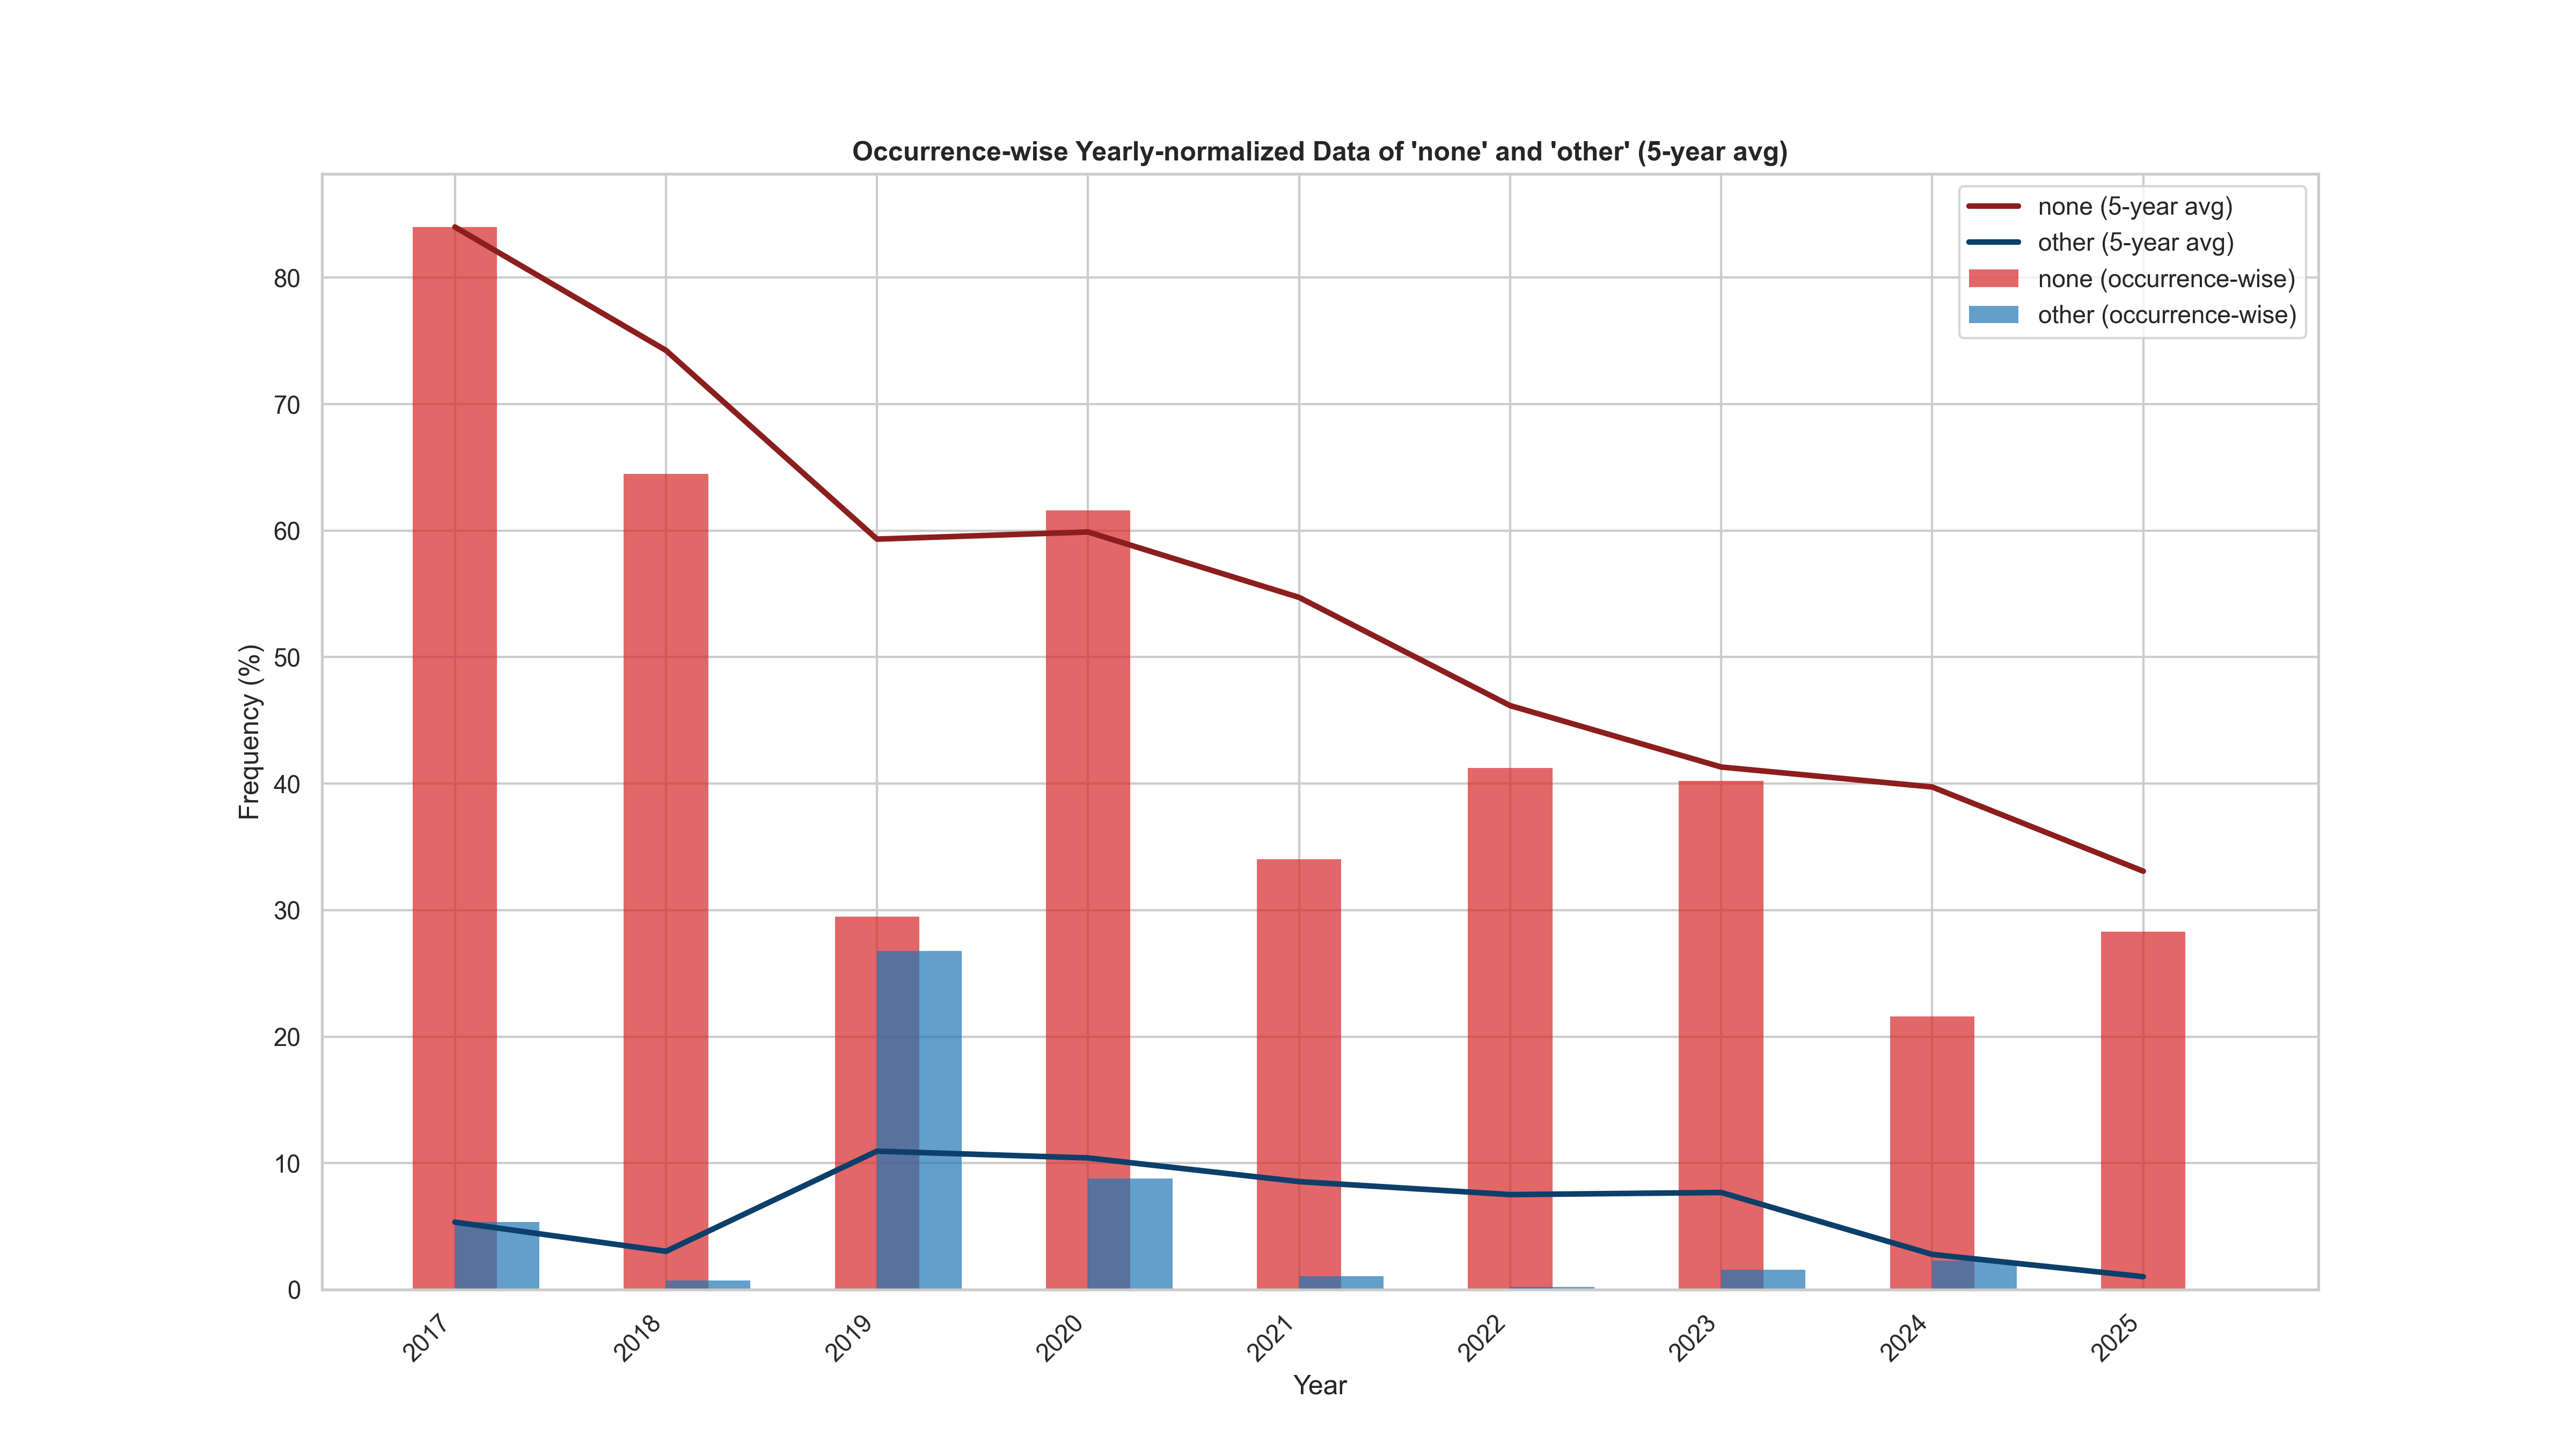 Occurrence-wise Yearly-normalized Data of 'none' and 'other' (5-year avg)
none (5-year avg)
other (5-year avg)
none (occurrence-wise)
other (occurrence-wise)
Frequency (%)
80
70
60
50
40
30
20
10
0
2017
2018
2019
2020
2021
2022
2023
2024
2025
Year